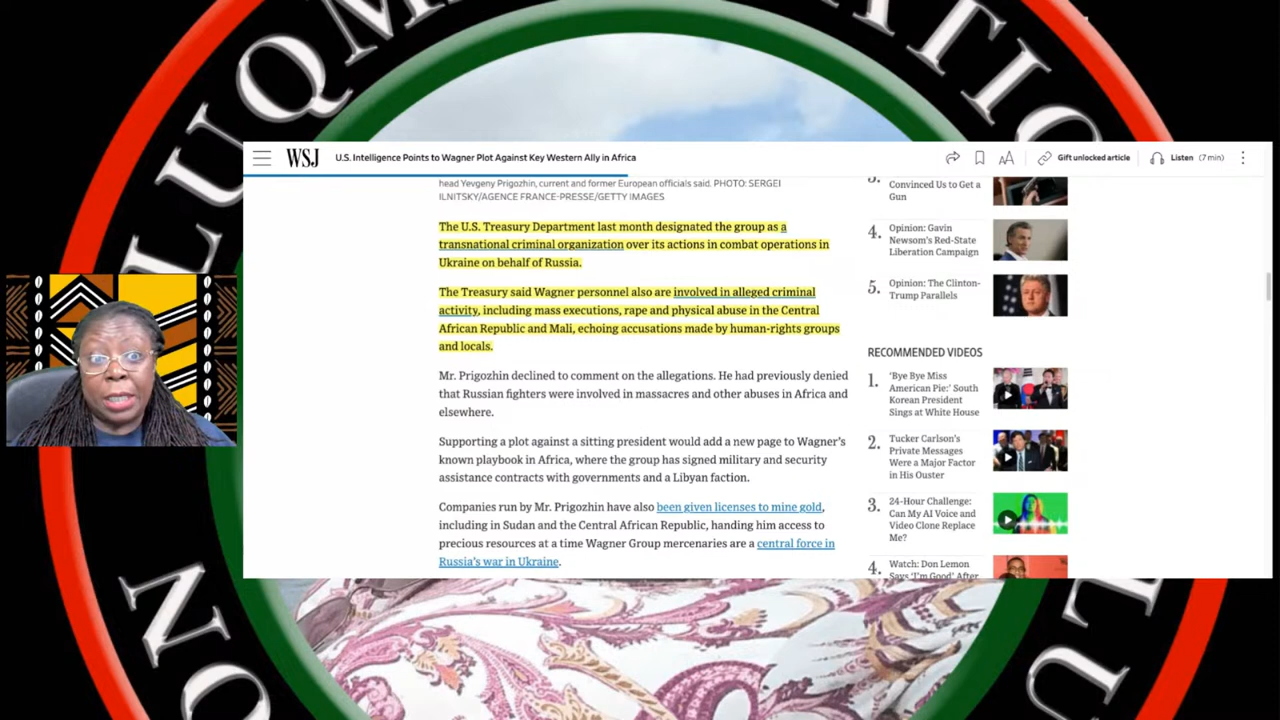 LUQM
ATIO
WSJ
U.S. Intelligence Points to Wagner Plot Against Key Western Ally in Africa
Gift unlocked article
Listen (7 min)
head Yevgeny Prigozhin, current and former European officials said. PHOTO: SERGEI
ILNITSKY/AGENCE FRANCE-PRESSE/GETTY IMAGES
The U.S. Treasury Department last month designated the group as a
transnational criminal organization over its actions in combat operations in
Ukraine on behalf of Russia.
The Treasury said Wagner personnel also are involved in alleged criminal
activity, including mass executions, rape and physical abuse in the Central
African Republic and Mali, echoing accusations made by human-rights groups
and locals.
Mr. Prigozhin declined to comment on the allegations. He had previously denied
that Russian fighters were involved in massacres and other abuses in Africa and
elsewhere.
Supporting a plot against a sitting president would add a new page to Wagner's
known playbook in Africa, where the group has signed military and security
assistance contracts with governments and a Libyan faction.
Companies run by Mr. Prigozhin have also been given licenses to mine gold,
including in Sudan and the Central African Republic, handing him access to
precious resources at a time Wagner Group mercenaries are a central force in
Russia's war in Ukraine.
3.
Convinced Us to Get a
Gun
4.
Opinion: Gavin
Newsom's Red-State
Liberation Campaign
5.
Opinion: The Clinton-
Trump Parallels
RECOMMENDED VIDEOS
1.
'Bye Bye Miss
American Pie:' South
Korean President
Sings at White House
2.
Tucker Carlson's
Private Messages
Were a Major Factor
in His Ouster
3.
24-Hour Challenge:
Can My AI Voice and
Video Clone Replace
Me?
4.
Watch: Don Lemon
Says 'I'm Good' After
NO
LU